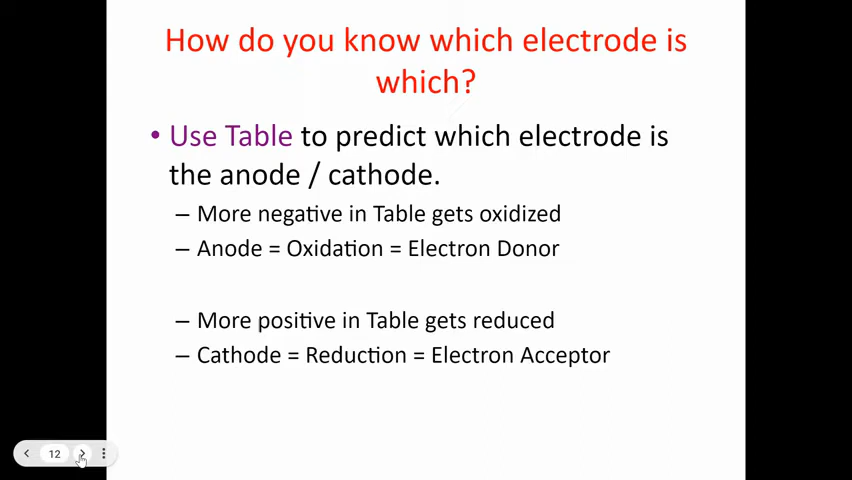 How do you know which electrode is
which?
• Use Table to predict which electrode is
the anode / cathode.
– More negative in Table gets oxidized
– Anode = Oxidation = Electron Donor
– More positive in Table gets reduced
– Cathode = Reduction = Electron Acceptor
12